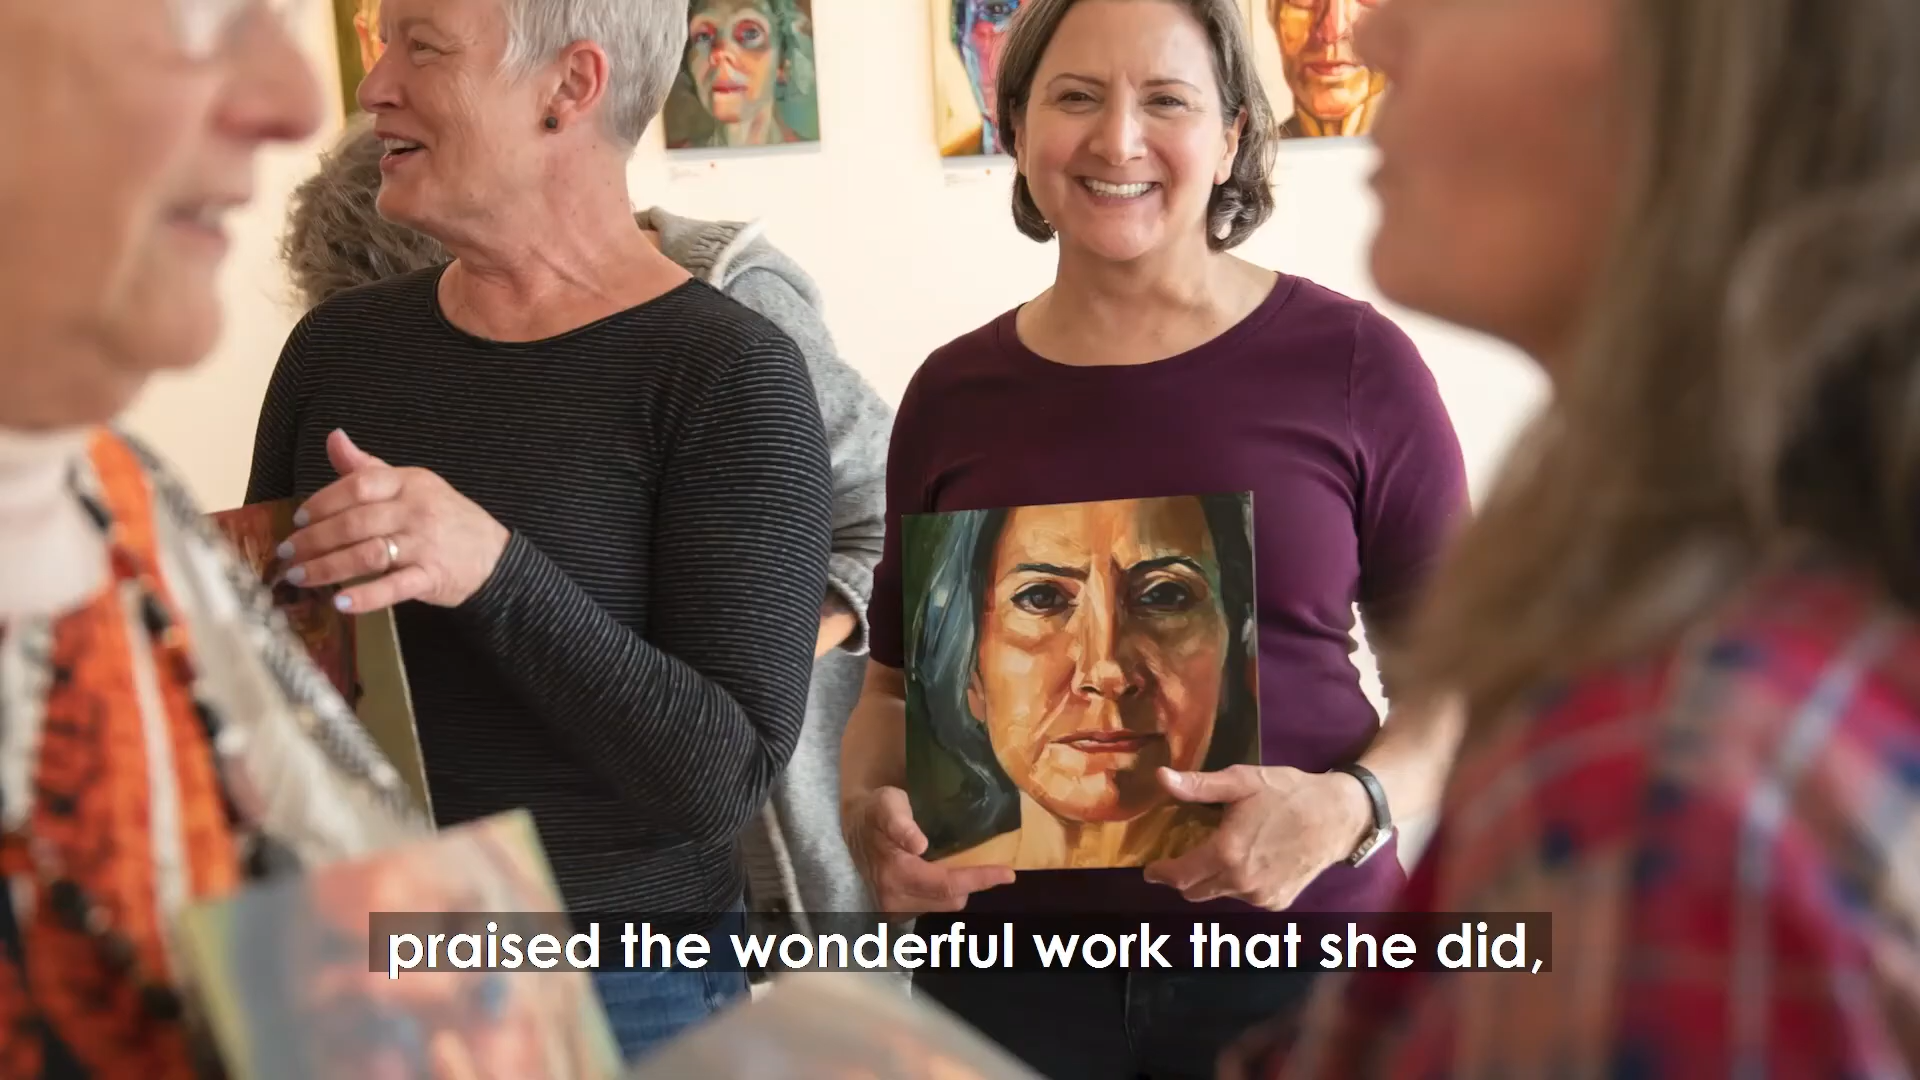 praised the wonderful work that she did,